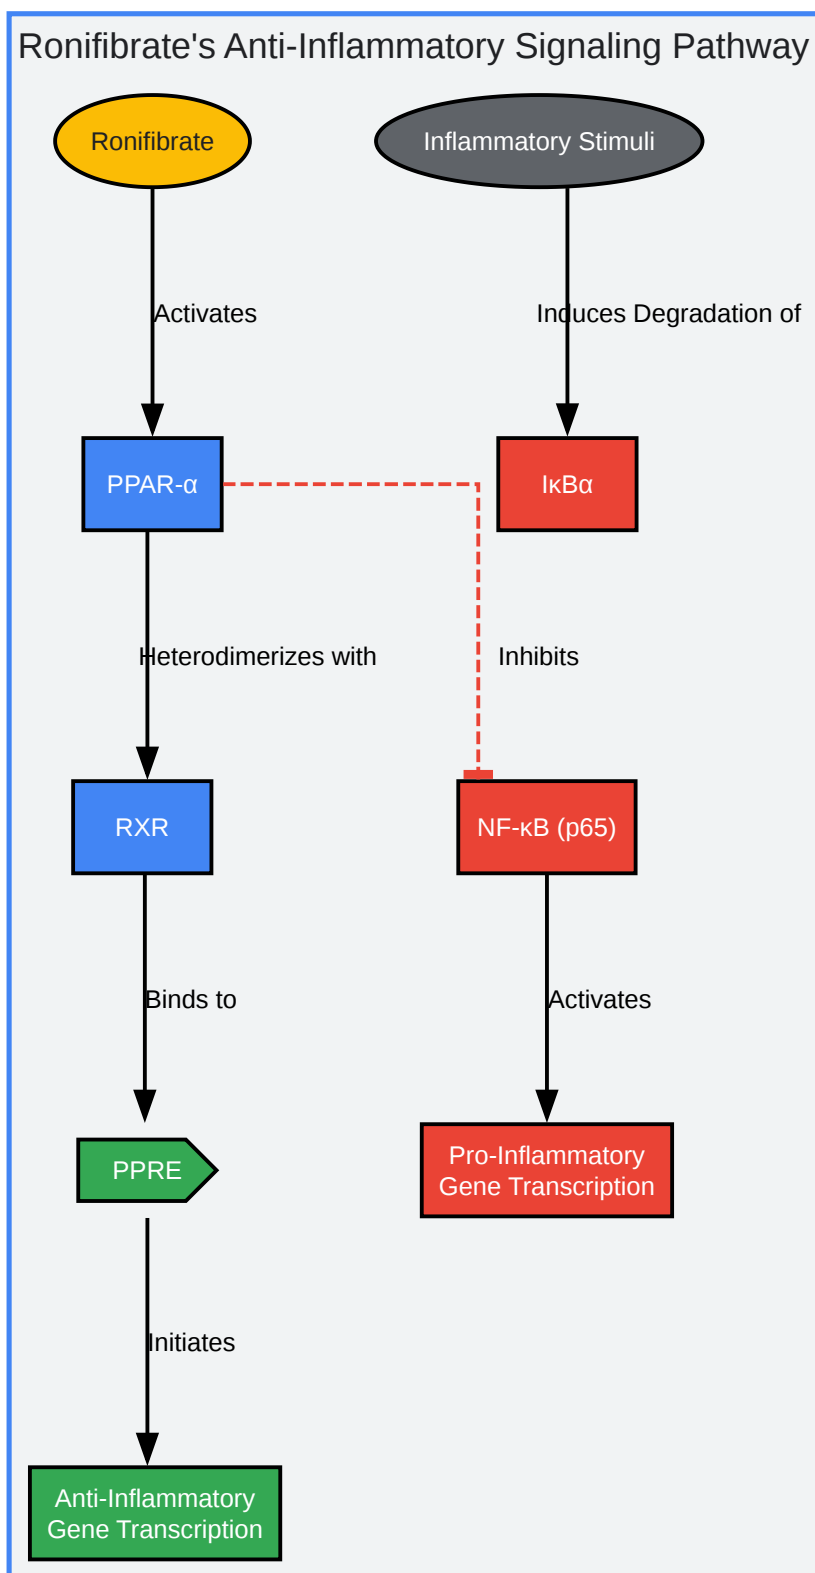 Ronifibrate's Anti-Inflammatory Signaling Pathway
Ronifibrate
Inflammatory Stimuli
Activates
Induces Degradation of
PPAR-α
IκBα
Heterodimerizes with
Inhibits
RXR
NF-κB (p65)
Binds to
Activates
PPRE
Pro-Inflammatory
Gene Transcription
Initiates
Anti-Inflammatory
Gene Transcription